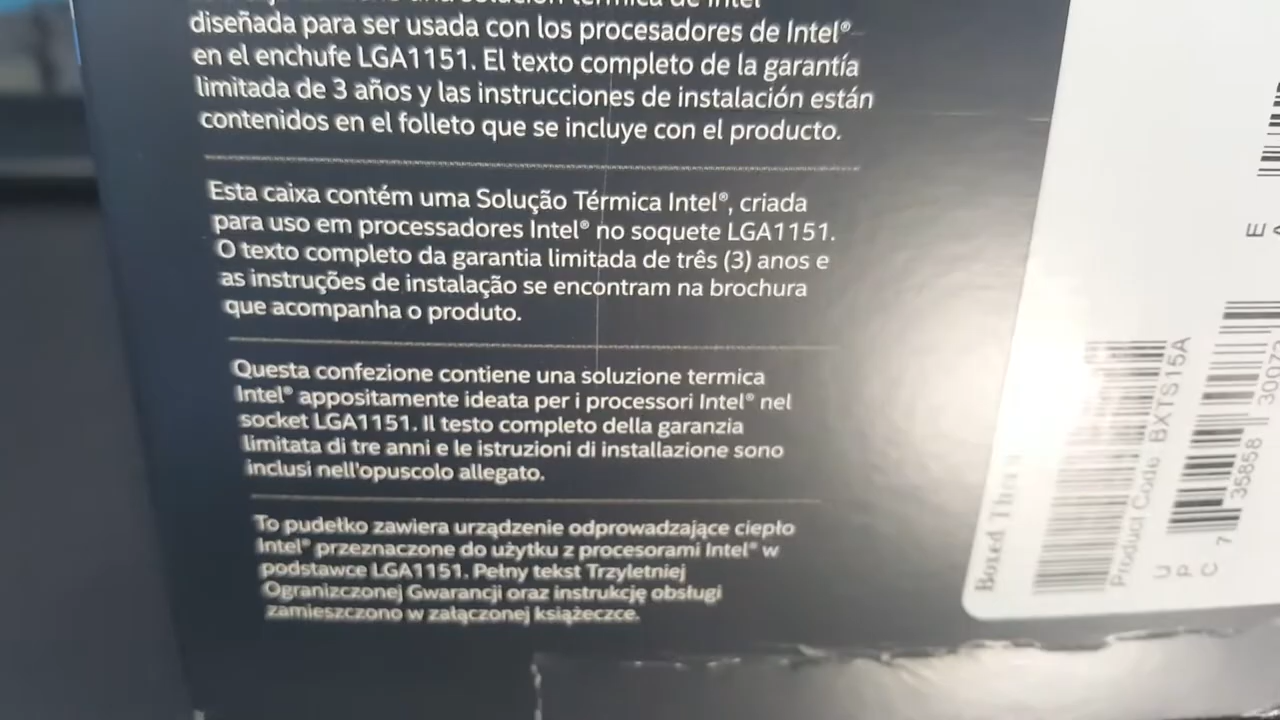 solución térmica de Intel
diseñada para ser usada con los procesadores de Intel®
en el enchufe LGA1151. El texto completo de la garantía
limitada de 3 años y las instrucciones de instalación están
contenidos en el folleto que se incluye con el producto.
Esta caixa contém uma Solução Térmica Intel®, criada
para uso em processadores Intel® no soquete LGA1151.
O texto completo da garantia limitada de três (3) anos e
as instruções de instalação se encontram na brochura
que acompanha o produto.
Questa confezione contiene una soluzione termica
Intel® appositamente ideata per i processori Intel® nel
socket LGA1151. Il testo completo della garanzia
limitata di tre anni e le istruzioni di installazione sono
inclusi nell'opuscolo allegato.
To pudełko zawiera urządzenie odprowadzające ciepło
Intel® przeznaczone do użytku z procesorami Intel® w
podstawce LGA1151. Pełny tekst Trzyletniej
Ogranizczonej Gwarancji oraz instrukcję obsługi
zamieszczono w załączonej książeczce.
Boxed
Product Code BXTS15A
UPC
7 35858 30072
E